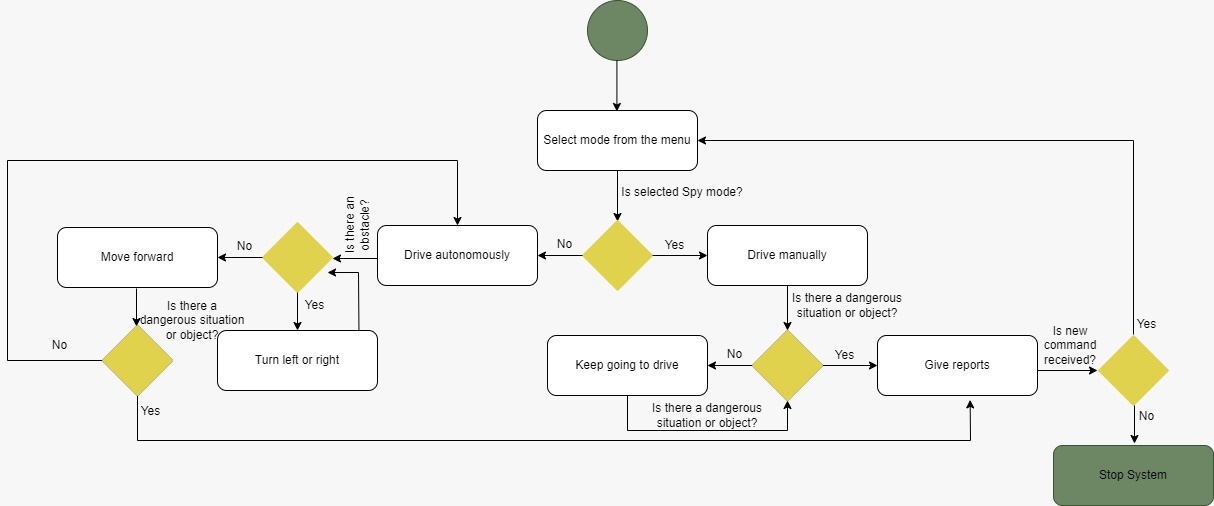 Select mode from the menu
Is selected Spy mode?
Is there an
obstacle?
Move forward
No
Drive autonomously
No
Yes
Drive manually
Is there a
dangerous situation
or object?
Yes
Is there a dangerous
situation or object?
No
Turn left or right
Keep going to drive
No
Yes
Give reports
Is new
command
received?
Yes
Yes
Is there a dangerous
situation or object?
No
Stop System